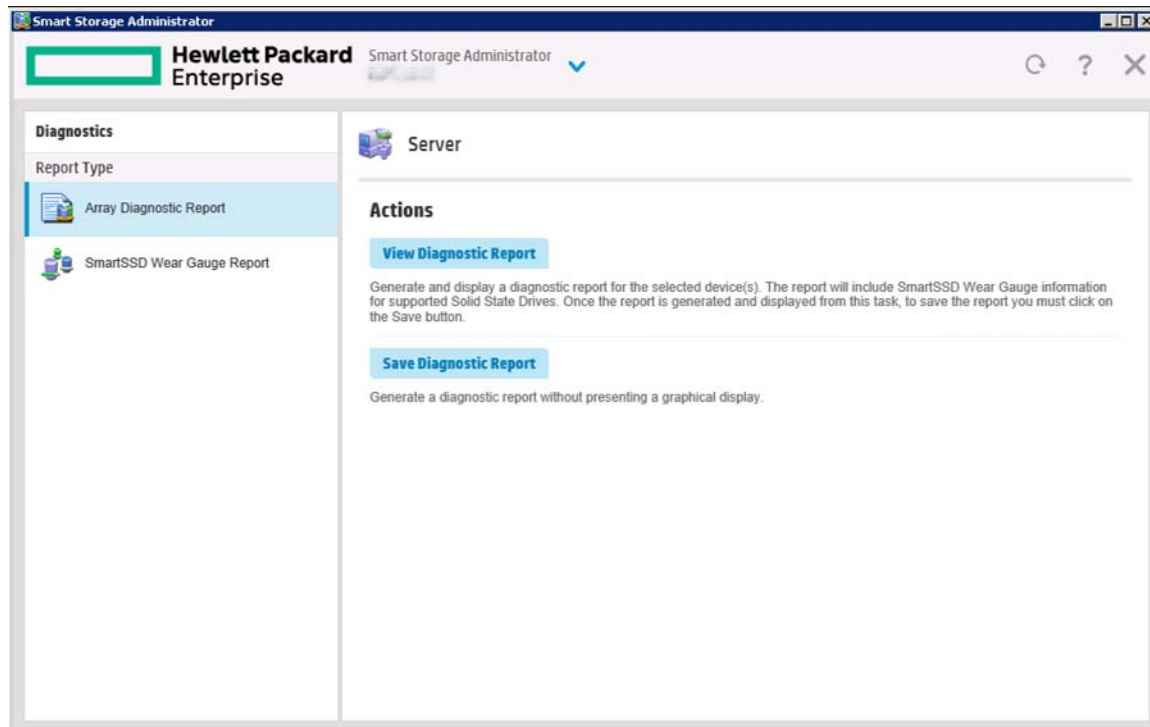 Smart Storage Administrator
Hewlett Packard
Enterprise
Smart Storage Administrator
?
Diagnostics
Report Type
Array Diagnostic Report
SmartSSD Wear Gauge Report
Server
Actions
View Diagnostic Report
Generate and display a diagnostic report for the selected device(s). The report will include SmartSSD Wear Gauge information
for supported Solid State Drives. Once the report is generated and displayed from this task, to save the report you must click on
the Save button.
Save Diagnostic Report
Generate a diagnostic report without presenting a graphical display.